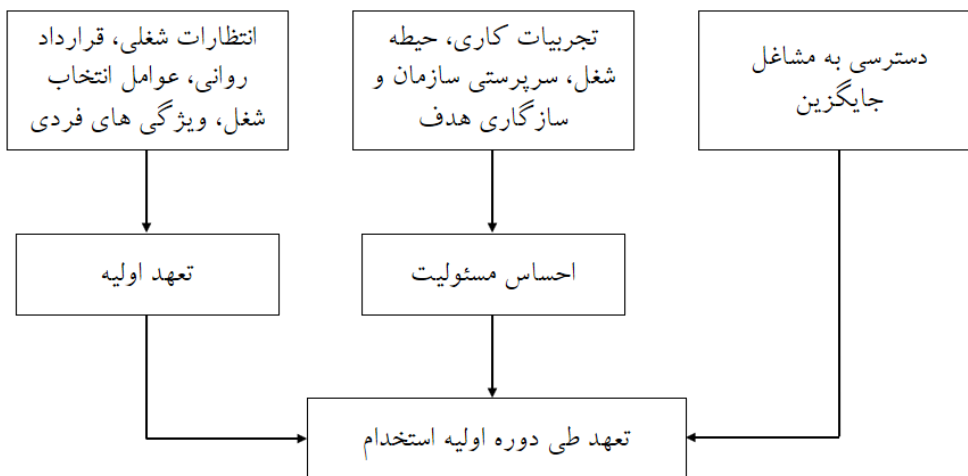 انتظارات شغلی، قرارداد
روانی، عوامل انتخاب
شغل، ویژگی های فردی
تجربیات کاری، حیطه
شغل، سرپرستی سازمان و
سازگاری هدف
دسترسی به مشاغل
جایگزین
تعهد اولیه
احساس مسئولیت
تعهد طی دوره اولیه استخدام